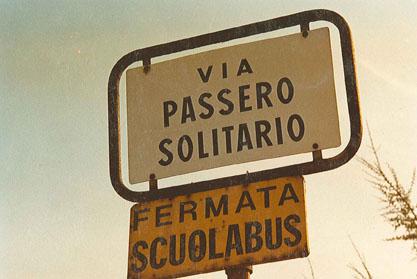 VIA
PASSERO
SOLITARIO
FERMATA
SCUOLABUS